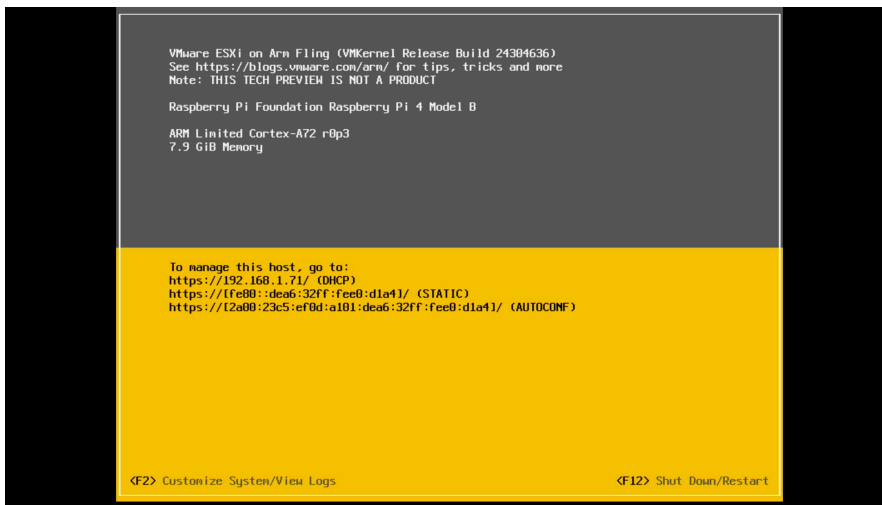 VMware ESXi on Arm Fling (VMKernel Release Build 24304636)
See https://blogs.vmware.com/arm/ for tips, tricks and more
Note: THIS TECH PREVIEW IS NOT A PRODUCT
Raspberry Pi Foundation Raspberry Pi 4 Model B
ARM Limited Cortex-A72 r0p3
7.9 GiB Memory
To manage this host, go to:
https://192.168.1.71/ (DHCP)
https://[fe80::dea6:32ff:fee0:d1a4]/ (STATIC)
https://[2a00:23c5:ef0d:a101:dea6:32ff:fee0:d1a4]/ (AUTOCONF)
<F2> Customize System/View Logs
<F12> Shut Down/Restart